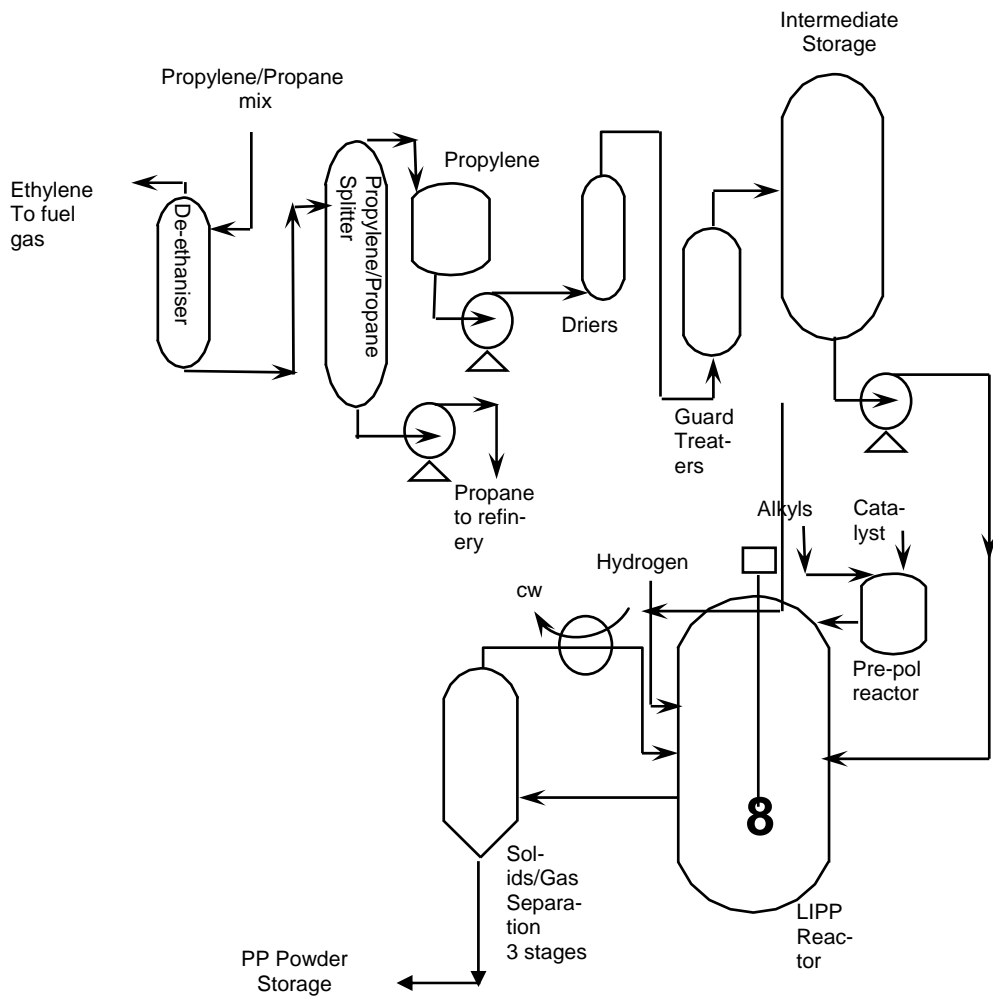 Intermediate
Storage
Propylene/Propane
mix
Ethylene
To fuel
gas
De-ethaniser
Propylene/Propane
Splitter
Propylene
Driers
Guard
Treat-
ers
Propane
to refin-
ery
Alkyls
Cata-
lyst
Hydrogen
cw
Pre-pol
reactor
8
Sol-
ids/Gas
Separa-
tion
3 stages
LIPP
Reac-
tor
PP Powder
Storage